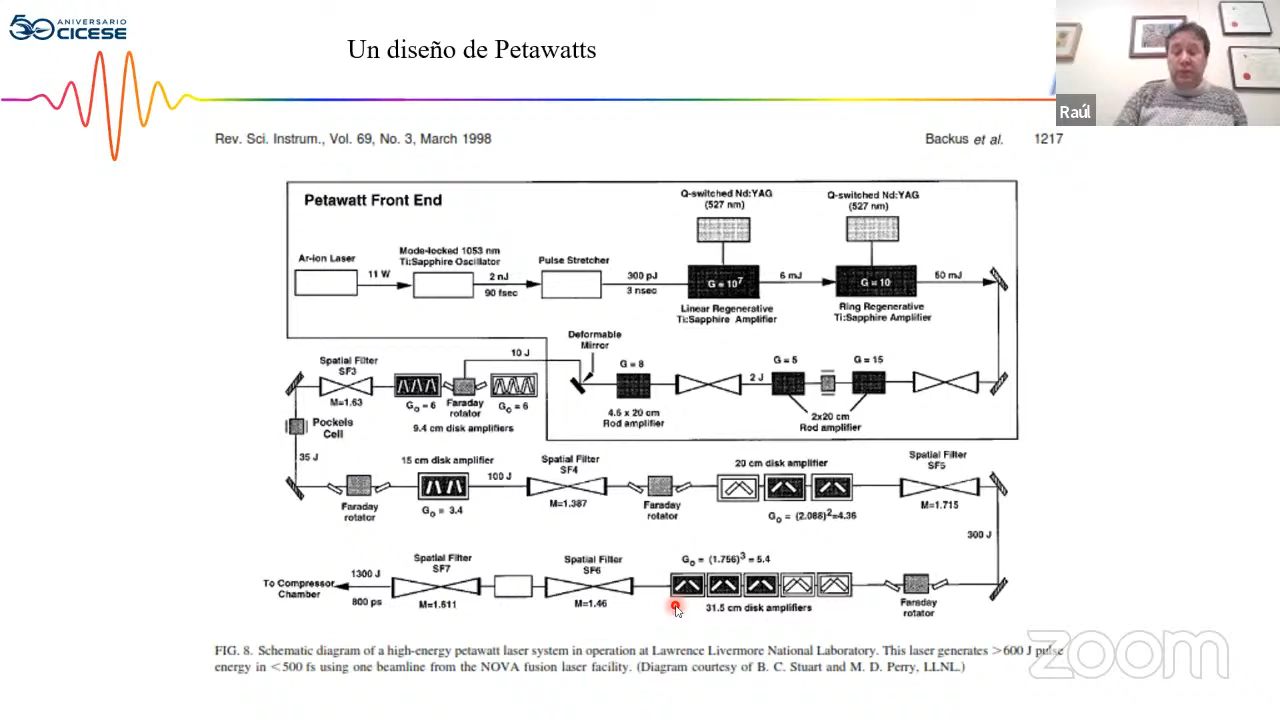 50 ANIVERSARIO
CICESE
Un diseño de Petawatts
Raúl
Rev. Sci. Instrum., Vol. 69, No. 3, March 1998
Backus et al. 1217
Petawatt Front End
Q-switched Nd:YAG
(527 nm)
Q-switched Nd:YAG
(527 nm)
Ar-ion Laser
11 W
Mode-locked 1053 nm
Ti:Sapphire Oscillator
2 nJ
90 fsec
Pulse Stretcher
300 pJ
3 nsec
G = 10⁷
6 mJ
G = 10
50 mJ
Linear Regenerative
Ti:Sapphire Amplifier
Ring Regenerative
Ti:Sapphire Amplifier
Deformable
Mirror
10 J
G = 8
2 J
G = 5
G = 15
4.5 x 20 cm
Rod amplifier
2x20 cm
Rod amplifier
Spatial Filter
SF3
M=1.63
G₀ = 6
Faraday
rotator
G₀ = 6
9.4 cm disk amplifiers
Pockels
Cell
35 J
Faraday
rotator
15 cm disk amplifier
G₀ = 3.4
100 J
Spatial Filter
SF4
M=1.387
Faraday
rotator
20 cm disk amplifier
G₀ = (2.088)²=4.36
Spatial Filter
SF5
M=1.715
300 J
To Compressor
Chamber
1300 J
800 ps
Spatial Filter
SF7
M=1.611
Spatial Filter
SF6
M=1.46
G₀ = (1.756)³ = 5.4
31.5 cm disk amplifiers
Faraday
rotator
FIG. 8. Schematic diagram of a high-energy petawatt laser system in operation at Lawrence Livermore National Laboratory. This laser generates >600 J pulse
energy in <500 fs using one beamline from the NOVA fusion laser facility. (Diagram courtesy of B. C. Stuart and M. D. Perry, LLNL.)
zoom